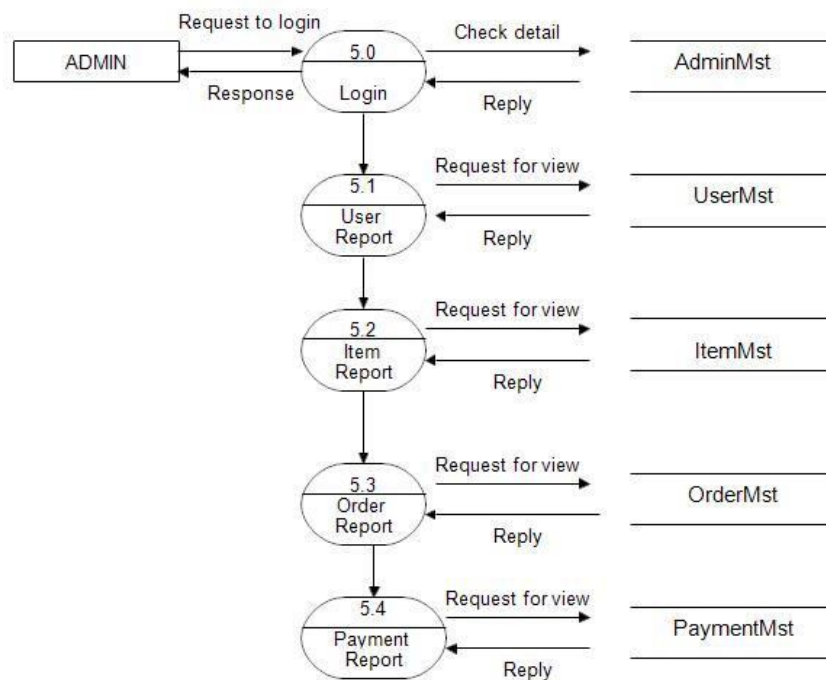 Request to login
ADMIN
Response
5.0
Login
Check detail
Reply
AdminMst
5.1
User
Report
Request for view
Reply
UserMst
5.2
Item
Report
Request for view
Reply
ItemMst
5.3
Order
Report
Request for view
Reply
OrderMst
5.4
Payment
Report
Request for view
Reply
PaymentMst